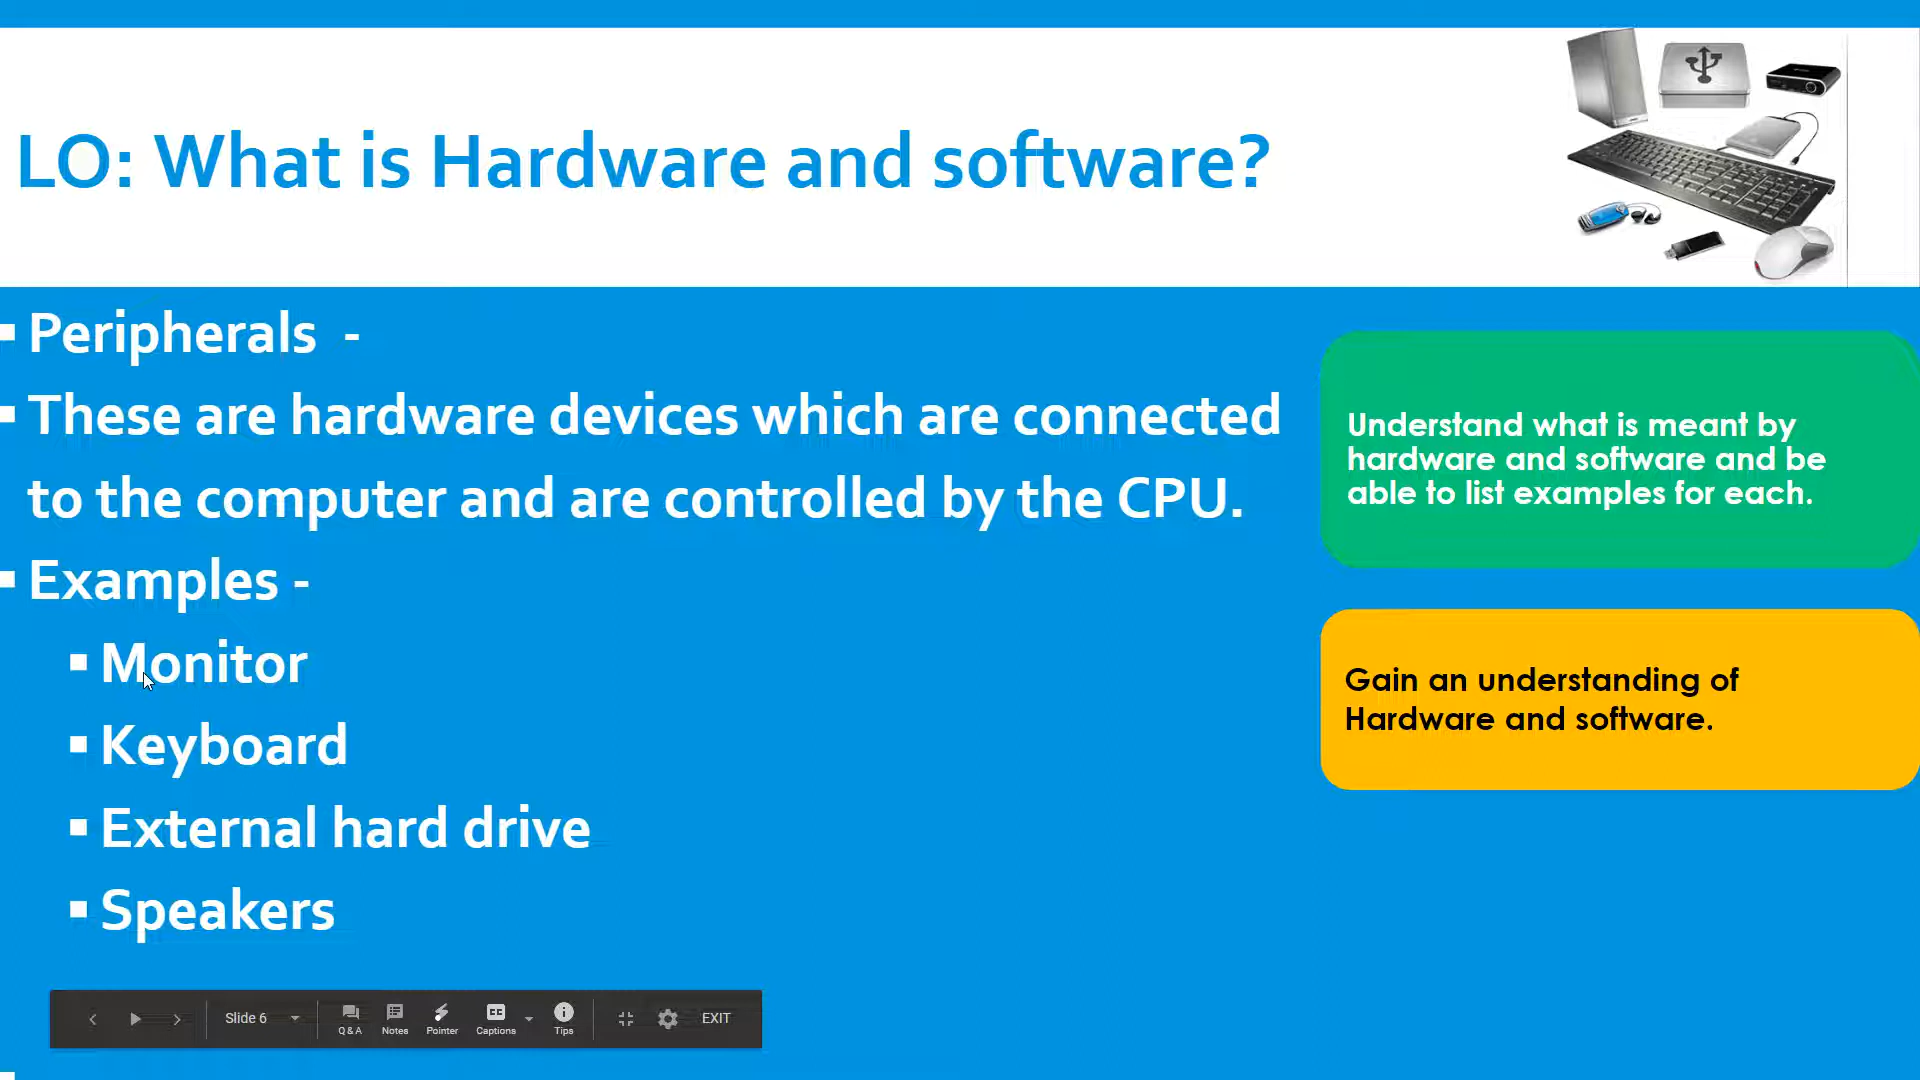 LO: What is Hardware and software?
Peripherals -
These are hardware devices which are connected
to the computer and are controlled by the CPU.
Examples -
Monitor
Keyboard
External hard drive
Speakers
Understand what is meant by
hardware and software and be
able to list examples for each.
Gain an understanding of
Hardware and software.
Slide 6
Q & A
Notes
Pointer
CC
Captions
Tips
EXIT